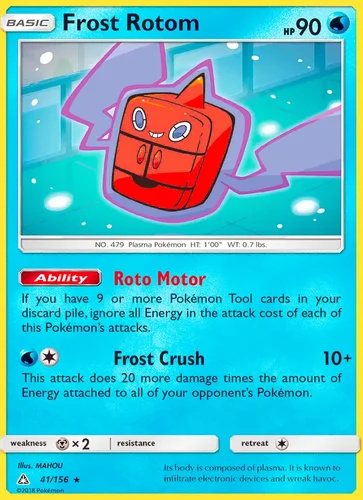 BASIC Frost Rotom HP 90
NO. 479 Plasma Pokémon HT: 1'00" WT: 0.7 lbs.
Ability Roto Motor
If you have 9 or more Pokémon Tool cards in your
discard pile, ignore all Energy in the attack cost of each of
this Pokémon's attacks.
Frost Crush 10+
This attack does 20 more damage times the amount of
Energy attached to all of your opponent's Pokémon.
weakness ×2 resistance retreat
Illus. MAHOU
41/156
©2018 Pokémon
Its body is composed of plasma. It is known to
infiltrate electronic devices and wreak havoc.